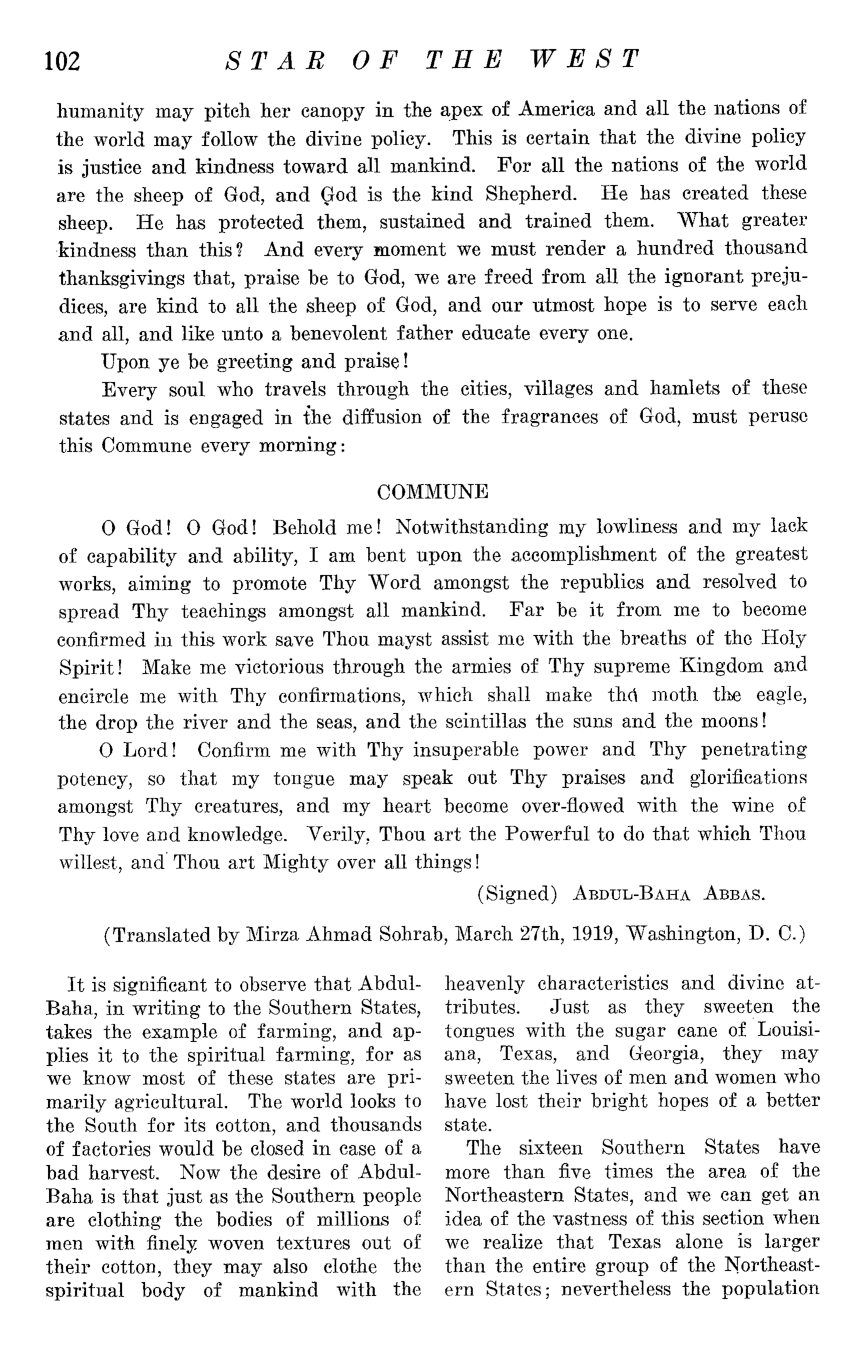 102 STAR OF THE WEST
humanity may pitch her canopy in the apex of America and all the nations of
the world may follow the divine policy. This is certain that the divine policy
is justice and kindness toward all mankind. For all the nations of the world
are the sheep of God, and God is the kind Shepherd. He has created these
sheep. He has protected them, sustained and trained them. What greater
kindness than this? And every moment we must render a hundred thousand
thanksgivings that, praise be to God, we are freed from all the ignorant preju-
dices, are kind to all the sheep of God, and our utmost hope is to serve each
and all, and like unto a benevolent father educate every one.
Upon ye be greeting and praise!
Every soul who travels through the cities, villages and hamlets of these
states and is engaged in the diffusion of the fragrances of God, must peruse
this Commune every morning:
COMMUNE
O God! O God! Behold me! Notwithstanding my lowliness and my lack
of capability and ability, I am bent upon the accomplishment of the greatest
works, aiming to promote Thy Word amongst the republics and resolved to
spread Thy teachings amongst all mankind. Far be it from me to become
confirmed in this work save Thou mayst assist me with the breaths of the Holy
Spirit! Make me victorious through the armies of Thy supreme Kingdom and
encircle me with Thy confirmations, which shall make the moth the eagle,
the drop the river and the seas, and the scintillas the suns and the moons!
O Lord! Confirm me with Thy insuperable power and Thy penetrating
potency, so that my tongue may speak out Thy praises and glorifications
amongst Thy creatures, and my heart become over-flowed with the wine of
Thy love and knowledge. Verily, Thou art the Powerful to do that which Thou
willest, and Thou art Mighty over all things!
(Signed) ABDUL-BAHA ABBAS.
(Translated by Mirza Ahmad Sohrab, March 27th, 1919, Washington, D. C.)
It is significant to observe that Abdul-
Baha, in writing to the Southern States,
takes the example of farming, and ap-
plies it to the spiritual farming, for as
we know most of these states are pri-
marily agricultural. The world looks to
the South for its cotton, and thousands
of factories would be closed in case of a
bad harvest. Now the desire of Abdul-
Baha is that just as the Southern people
are clothing the bodies of millions of
men with finely woven textures out of
their cotton, they may also clothe the
spiritual body of mankind with the
heavenly characteristics and divine at-
tributes. Just as they sweeten the
tongues with the sugar cane of Louisi-
ana, Texas, and Georgia, they may
sweeten the lives of men and women who
have lost their bright hopes of a better
state.
The sixteen Southern States have
more than five times the area of the
Northeastern States, and we can get an
idea of the vastness of this section when
we realize that Texas alone is larger
than the entire group of the Northeast-
ern States; nevertheless the population